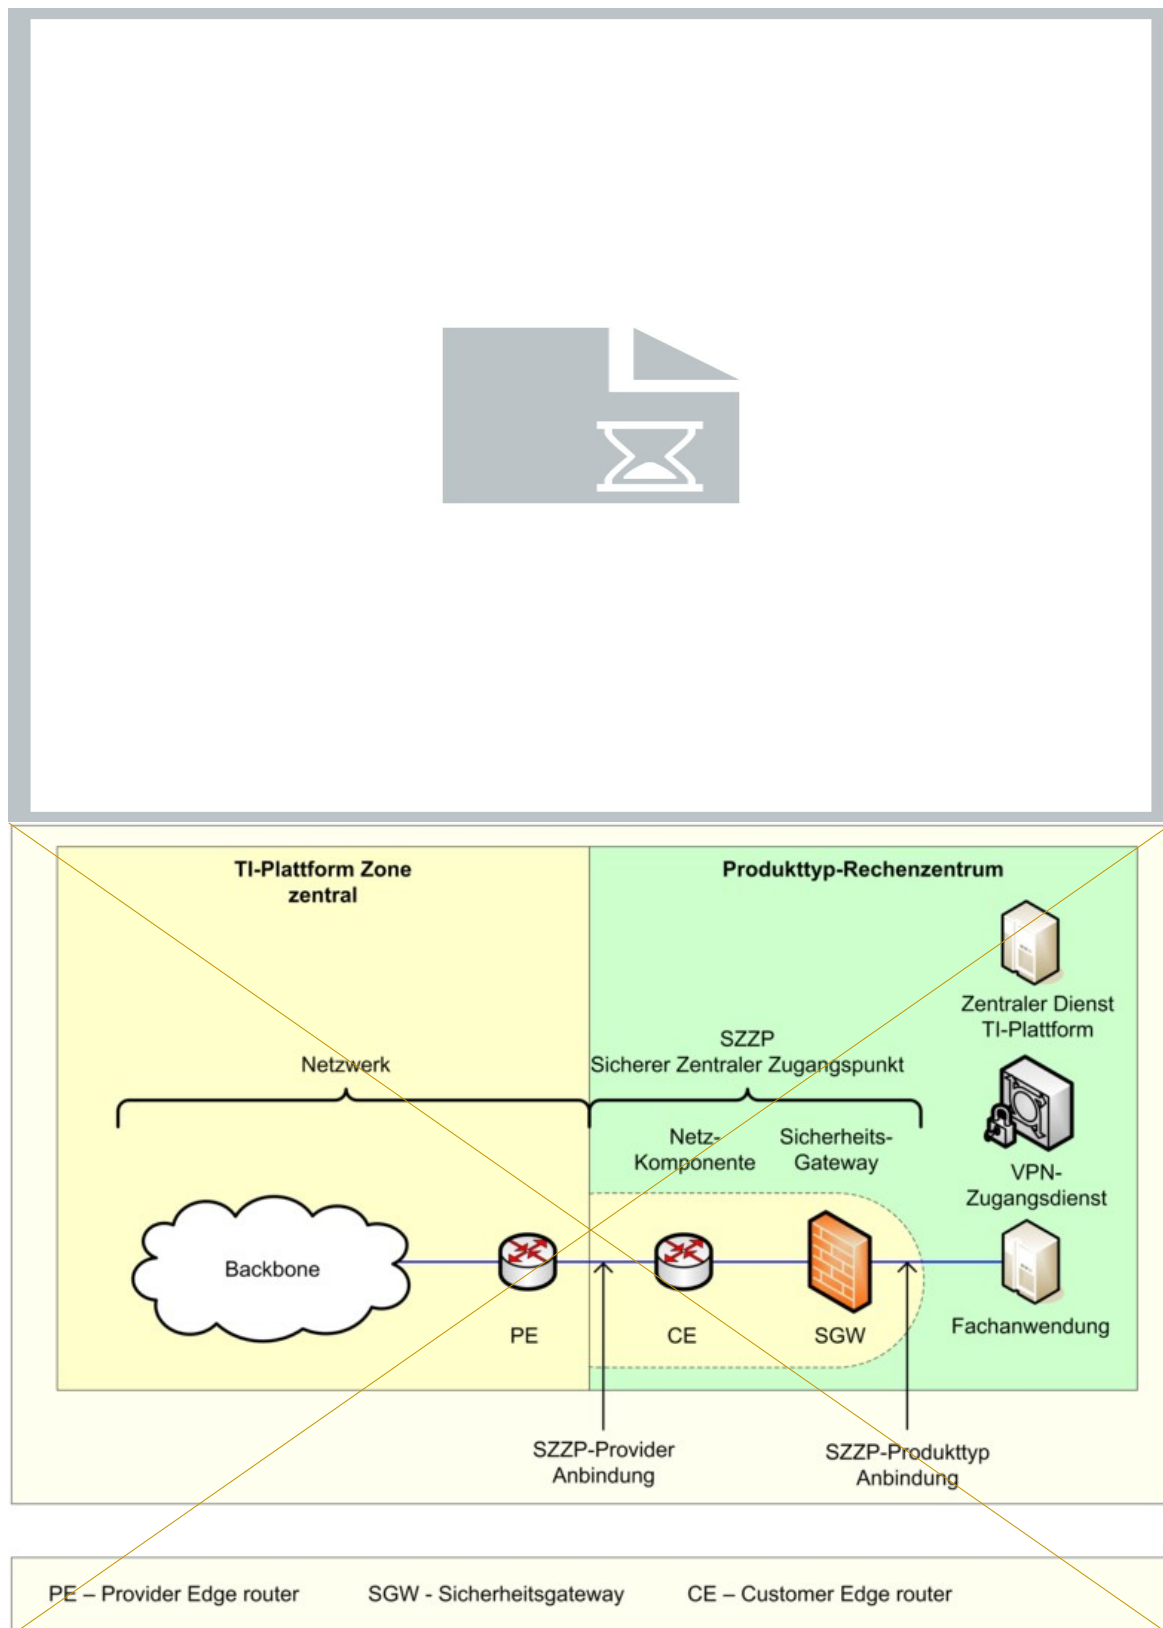 TI-Plattform Zone
zentral
Produkttyp-Rechenzentrum
Zentraler Dienst
TI-Plattform
SZZP
Sicherer Zentraler Zugangspunkt
Netzwerk
Netz-
Komponente
Sicherheits-
Gateway
VPN-
Zugangsdienst
Backbone
PE
CE
SGW
Fachanwendung
SZZP-Provider
Anbindung
SZZP-Produkttyp
Anbindung
PE – Provider Edge router
SGW - Sicherheitsgateway
CE – Customer Edge router